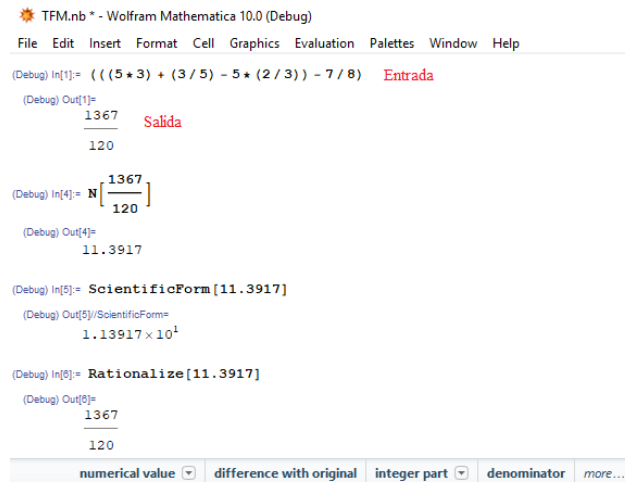 TFM.nb * - Wolfram Mathematica 10.0 (Debug)
File Edit Insert Format Cell Graphics Evaluation Palettes Window Help
(Debug) In[1]:= (((5*3) + (3/5) - 5*(2/3)) - 7/8) Entrada
(Debug) Out[1]=
1367
120
Salida
(Debug) In[4]:= N[1367/120]
(Debug) Out[4]=
11.3917
(Debug) In[5]:= ScientificForm[11.3917]
(Debug) Out[5]//ScientificForm=
1.13917×10¹
(Debug) In[6]:= Rationalize[11.3917]
(Debug) Out[6]=
1367
120
numerical value difference with original integer part denominator more...